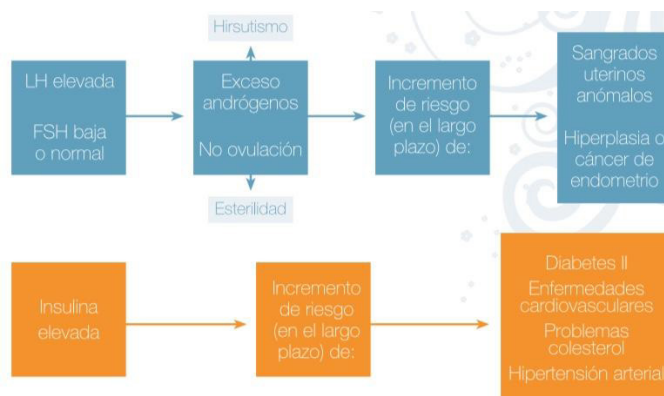 Hirsutismo
LH elevada
FSH baja
o normal
Exceso
andrógenos
No ovulación
Esterilidad
Incremento
de riesgo
(en el largo
plazo) de:
Sangrados
uterinos
anómalos
Hiperplasia o
cáncer de
endometrio
Insulina
elevada
Incremento
de riesgo
(en el largo
plazo) de:
Diabetes II
Enfermedades
cardiovasculares
Problemas
colesterol
Hipertensión arterial